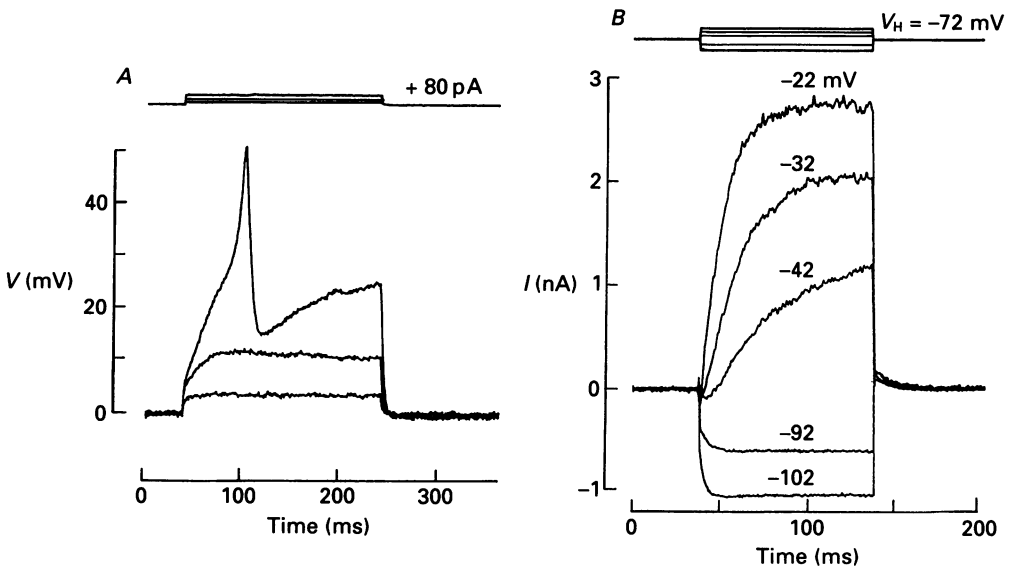 A
+ 80 pA
40
20
0
V (mV)
0 100 200 300
Time (ms)
B
V_H = −72 mV
3
2
1
0
−1
I (nA)
−22 mV
−32
−42
−92
−102
0 100 200
Time (ms)